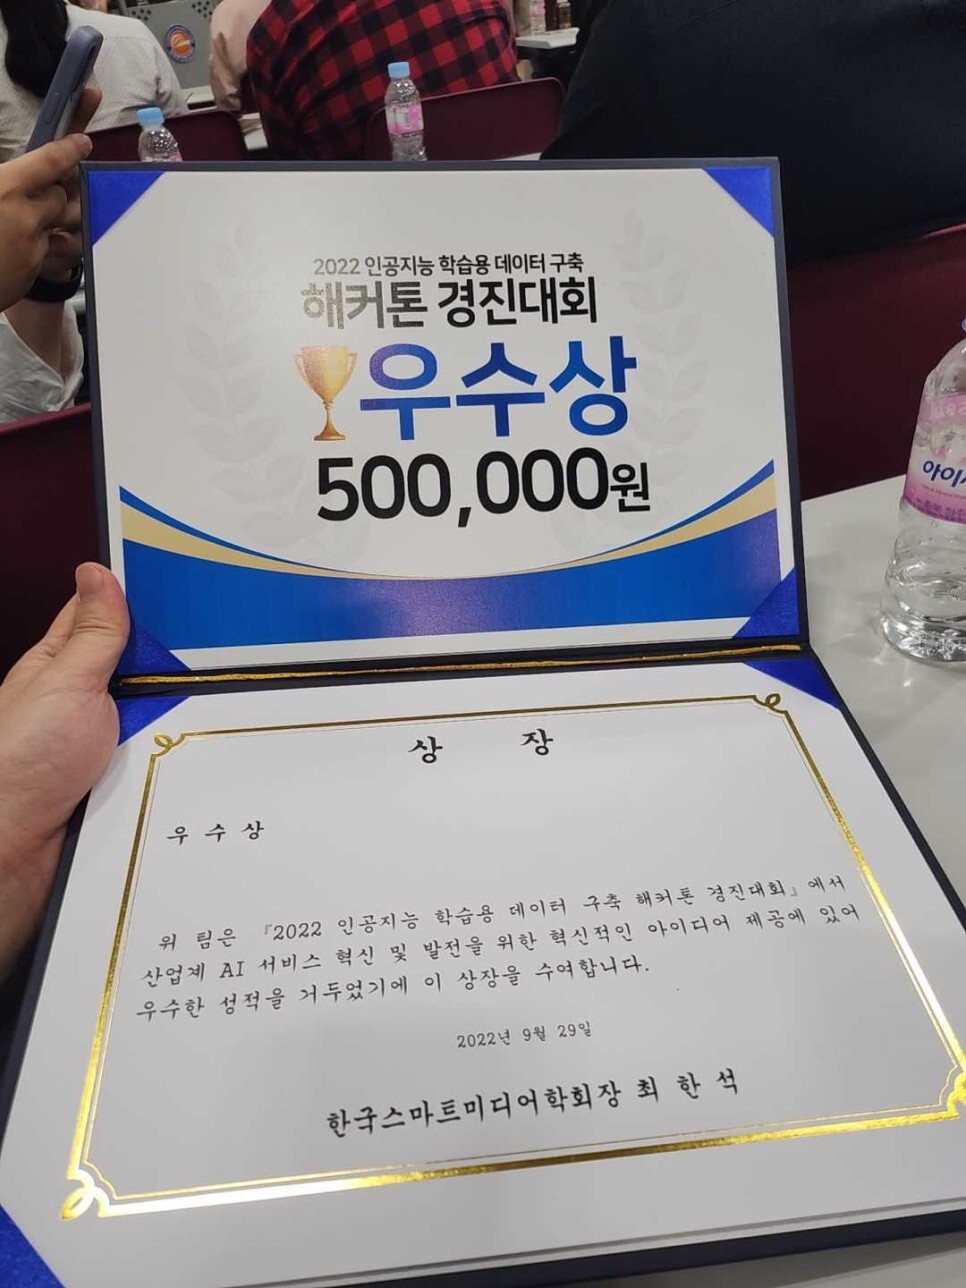 2022 인공지능 학습용 데이터 구축
해커톤 경진대회
우수상
500,000원
상 장
우 수 상
위 팀은 『2022 인공지능 학습용 데이터 구축 해커톤 경진대회』에서
산업계 AI 서비스 혁신 및 발전을 위한 혁신적인 아이디어 제공에 있어
우수한 성적을 거두었기에 이 상장을 수여합니다.
2022년 9월 29일
한국스마트미디어학회장 최 한 석